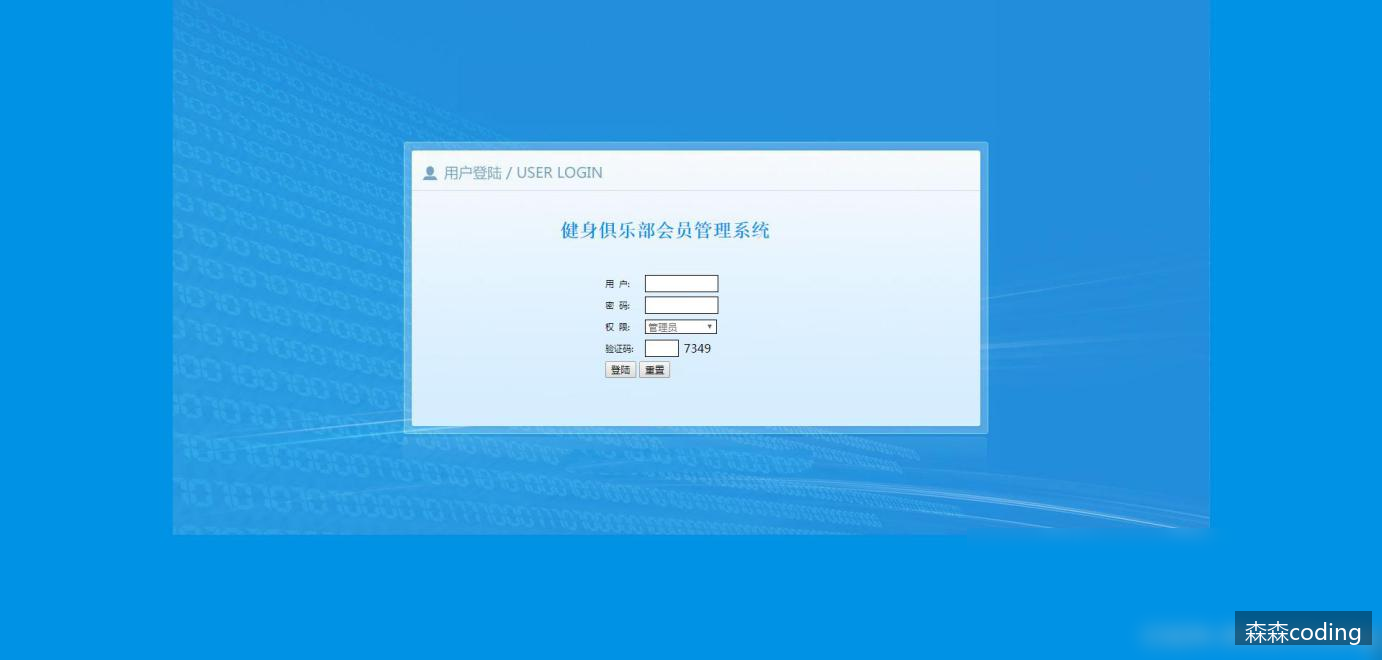 用户登陆 / USER LOGIN
健身俱乐部会员管理系统
用 户:
密 码:
权 限: 管理员
验证码: 7349
登陆 重置
森森coding